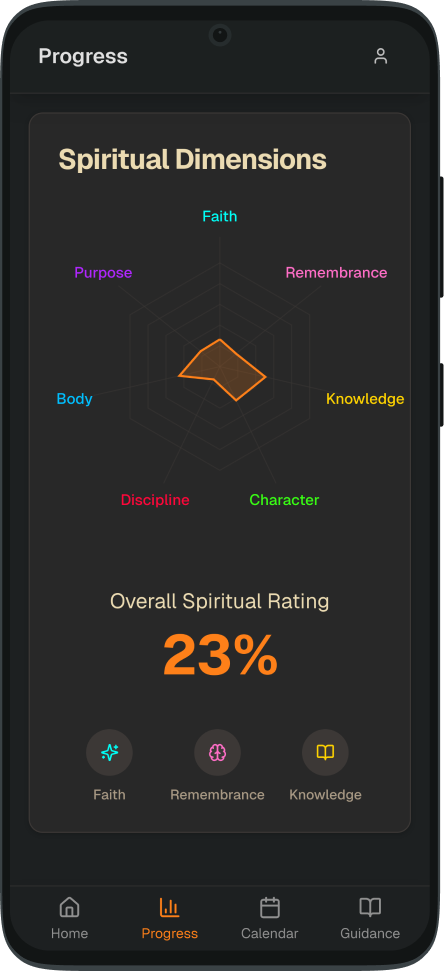 Progress
Spiritual Dimensions
Faith
Purpose
Remembrance
Body
Knowledge
Discipline
Character
Overall Spiritual Rating
23%
Faith
Remembrance
Knowledge
Home
Progress
Calendar
Guidance